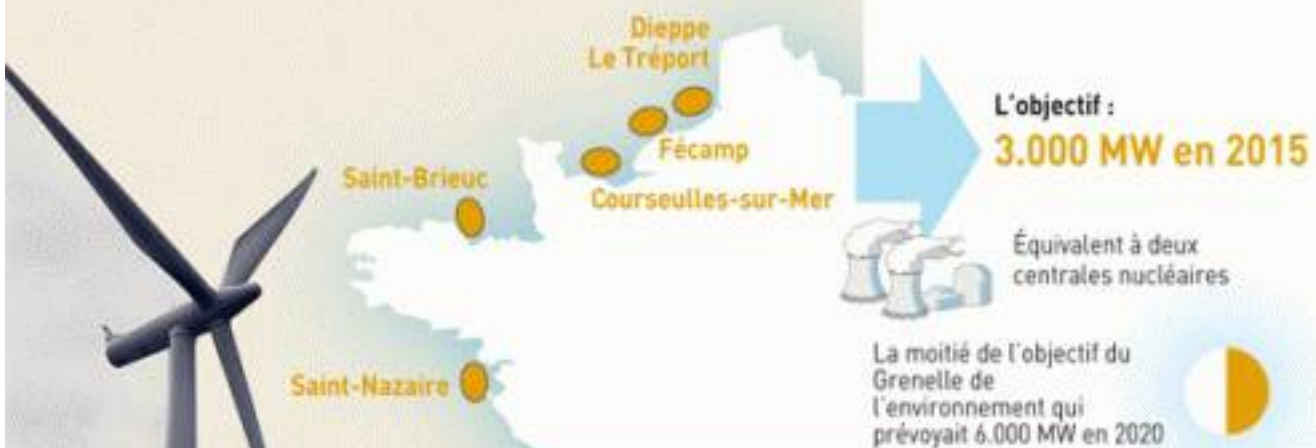 Dieppe
Le Tréport
Fécamp
Courseulles-sur-Mer
Saint-Brieuc
Saint-Nazaire
L'objectif :
3.000 MW en 2015
Équivalent à deux
centrales nucléaires
La moitié de l'objectif du
Grenelle de
l'environnement qui
prévoyait 6.000 MW en 2020